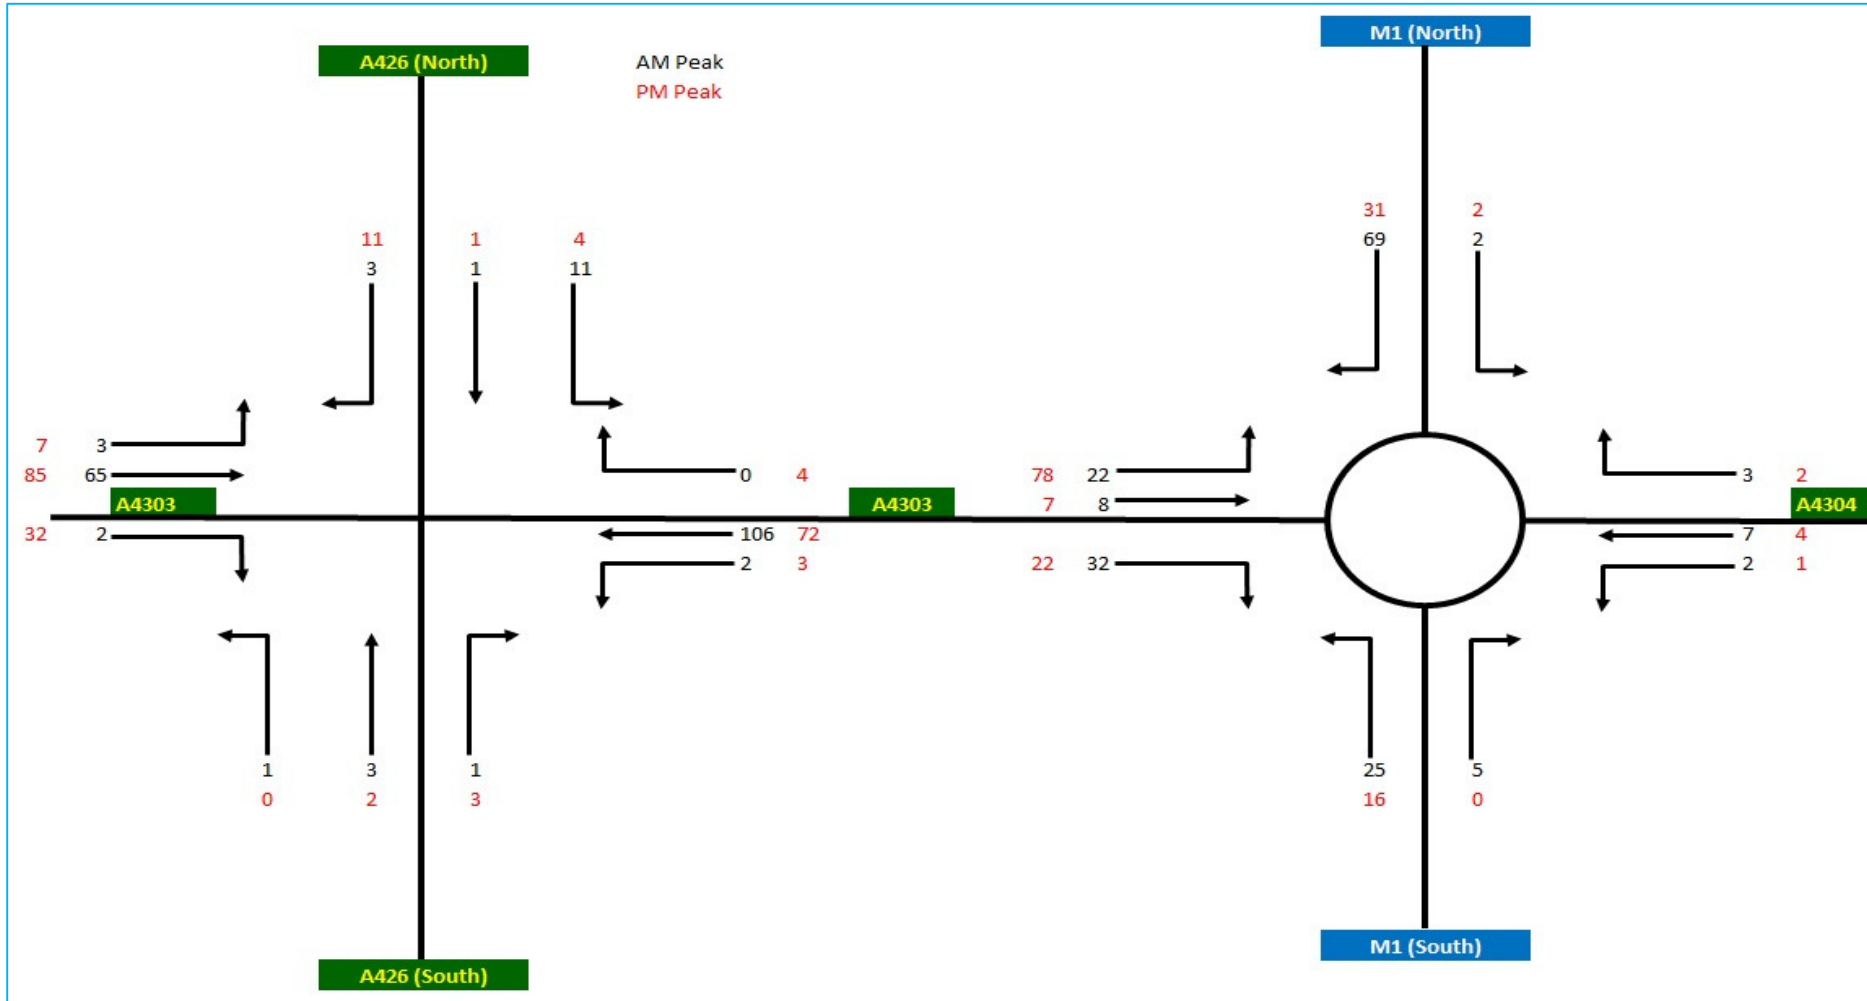 M1 (North)
A426 (North)
AM Peak
PM Peak
31 2
69 2
11 1 4
3 1 11
7 3
85 65
A4303
32 2
0 4
106 72
2 3
A4303
78 22
7 8
22 32
3 2
A4304
7 4
2 1
1 3 1
0 2 3
25 5
16 0
M1 (South)
A426 (South)